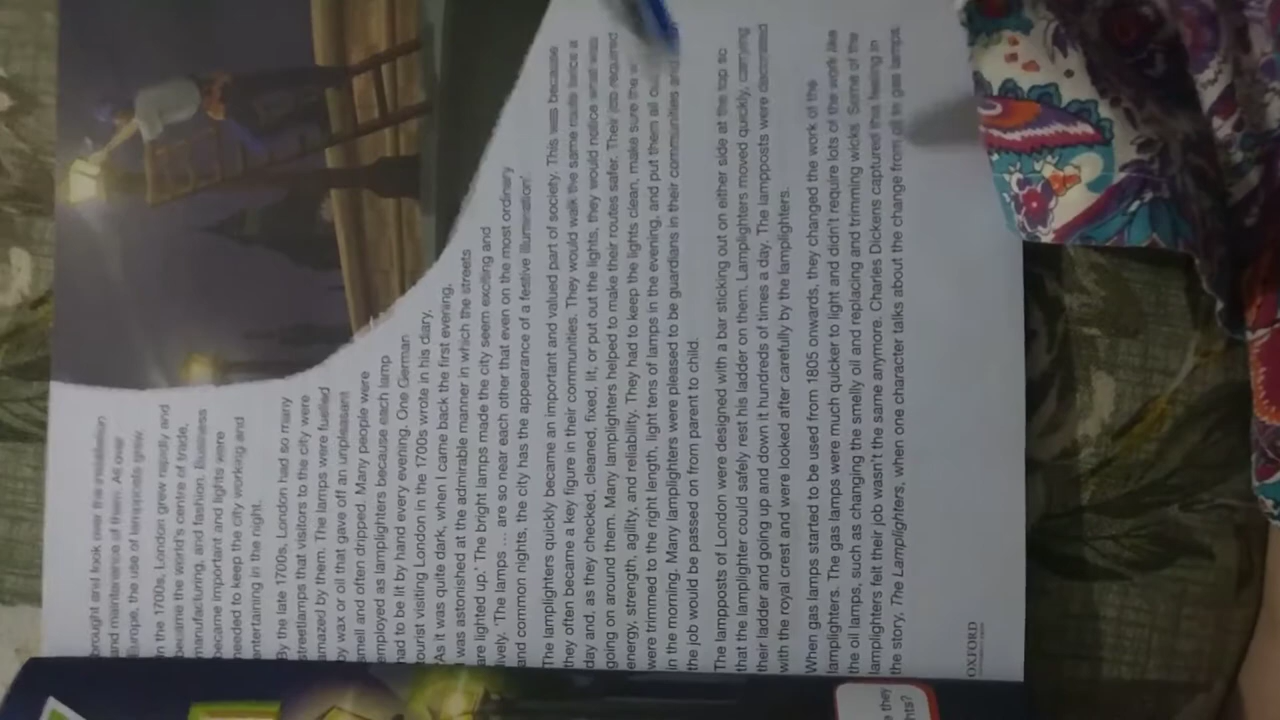 brought and look over the installation
and maintenance of them. All over
Europe, the use of lampposts grew.
In the 1700s, London grew rapidly and
became the world's centre of trade,
manufacturing, and fashion. Business
became important and lights were
needed to keep the city working and
entertaining in the night.
By the late 1700s, London had so many
streetlamps that visitors to the city were
amazed by them. The lamps were fuelled
by wax or oil that gave off an unpleasant
smell and often dripped. Many people were
employed as lamplighters because each lamp
had to be lit by hand every evening. One German
tourist visiting London in the 1700s wrote in his diary,
'As it was quite dark, when I came back the first evening,
I was astonished at the admirable manner in which the streets
are lighted up.' The bright lamps made the city seem exciting and
lively. 'The lamps ... are so near each other that even on the most ordinary
and common nights, the city has the appearance of a festive illumination'.
The lamplighters quickly became an important and valued part of society. This was because
they often became a key figure in their communities. They would walk the same route twice a
day and, as they checked, cleaned, fixed, lit, or put out the lights, they would notice what was
going on around them. Many lamplighters helped to make their routes safer. Their job required
energy, strength, agility, and reliability. They had to keep the lights clean, make sure the
were trimmed to the right length, light tens of lamps in the evening, and put them all
in the morning. Many lamplighters were pleased to be guardians in their communities and
the job would be passed on from parent to child.
The lampposts of London were designed with a bar sticking out on either side at the top so
that the lamplighter could safely rest his ladder on them. Lamplighters moved quickly, carrying
their ladder and going up and down it hundreds of times a day. The lampposts were decorated
with the royal crest and were looked after carefully by the lamplighters.
When gas lamps started to be used from 1805 onwards, they changed the work of the
lamplighters. The gas lamps were much quicker to light and didn't require lots of the work like
the oil lamps, such as changing the smelly oil and replacing and trimming wicks. Some of the
lamplighters felt their job wasn't the same anymore. Charles Dickens captured this feeling in
the story, The Lamplighters, when one character talks about the change from oil to gas lamps.
OXFORD
they
hts?